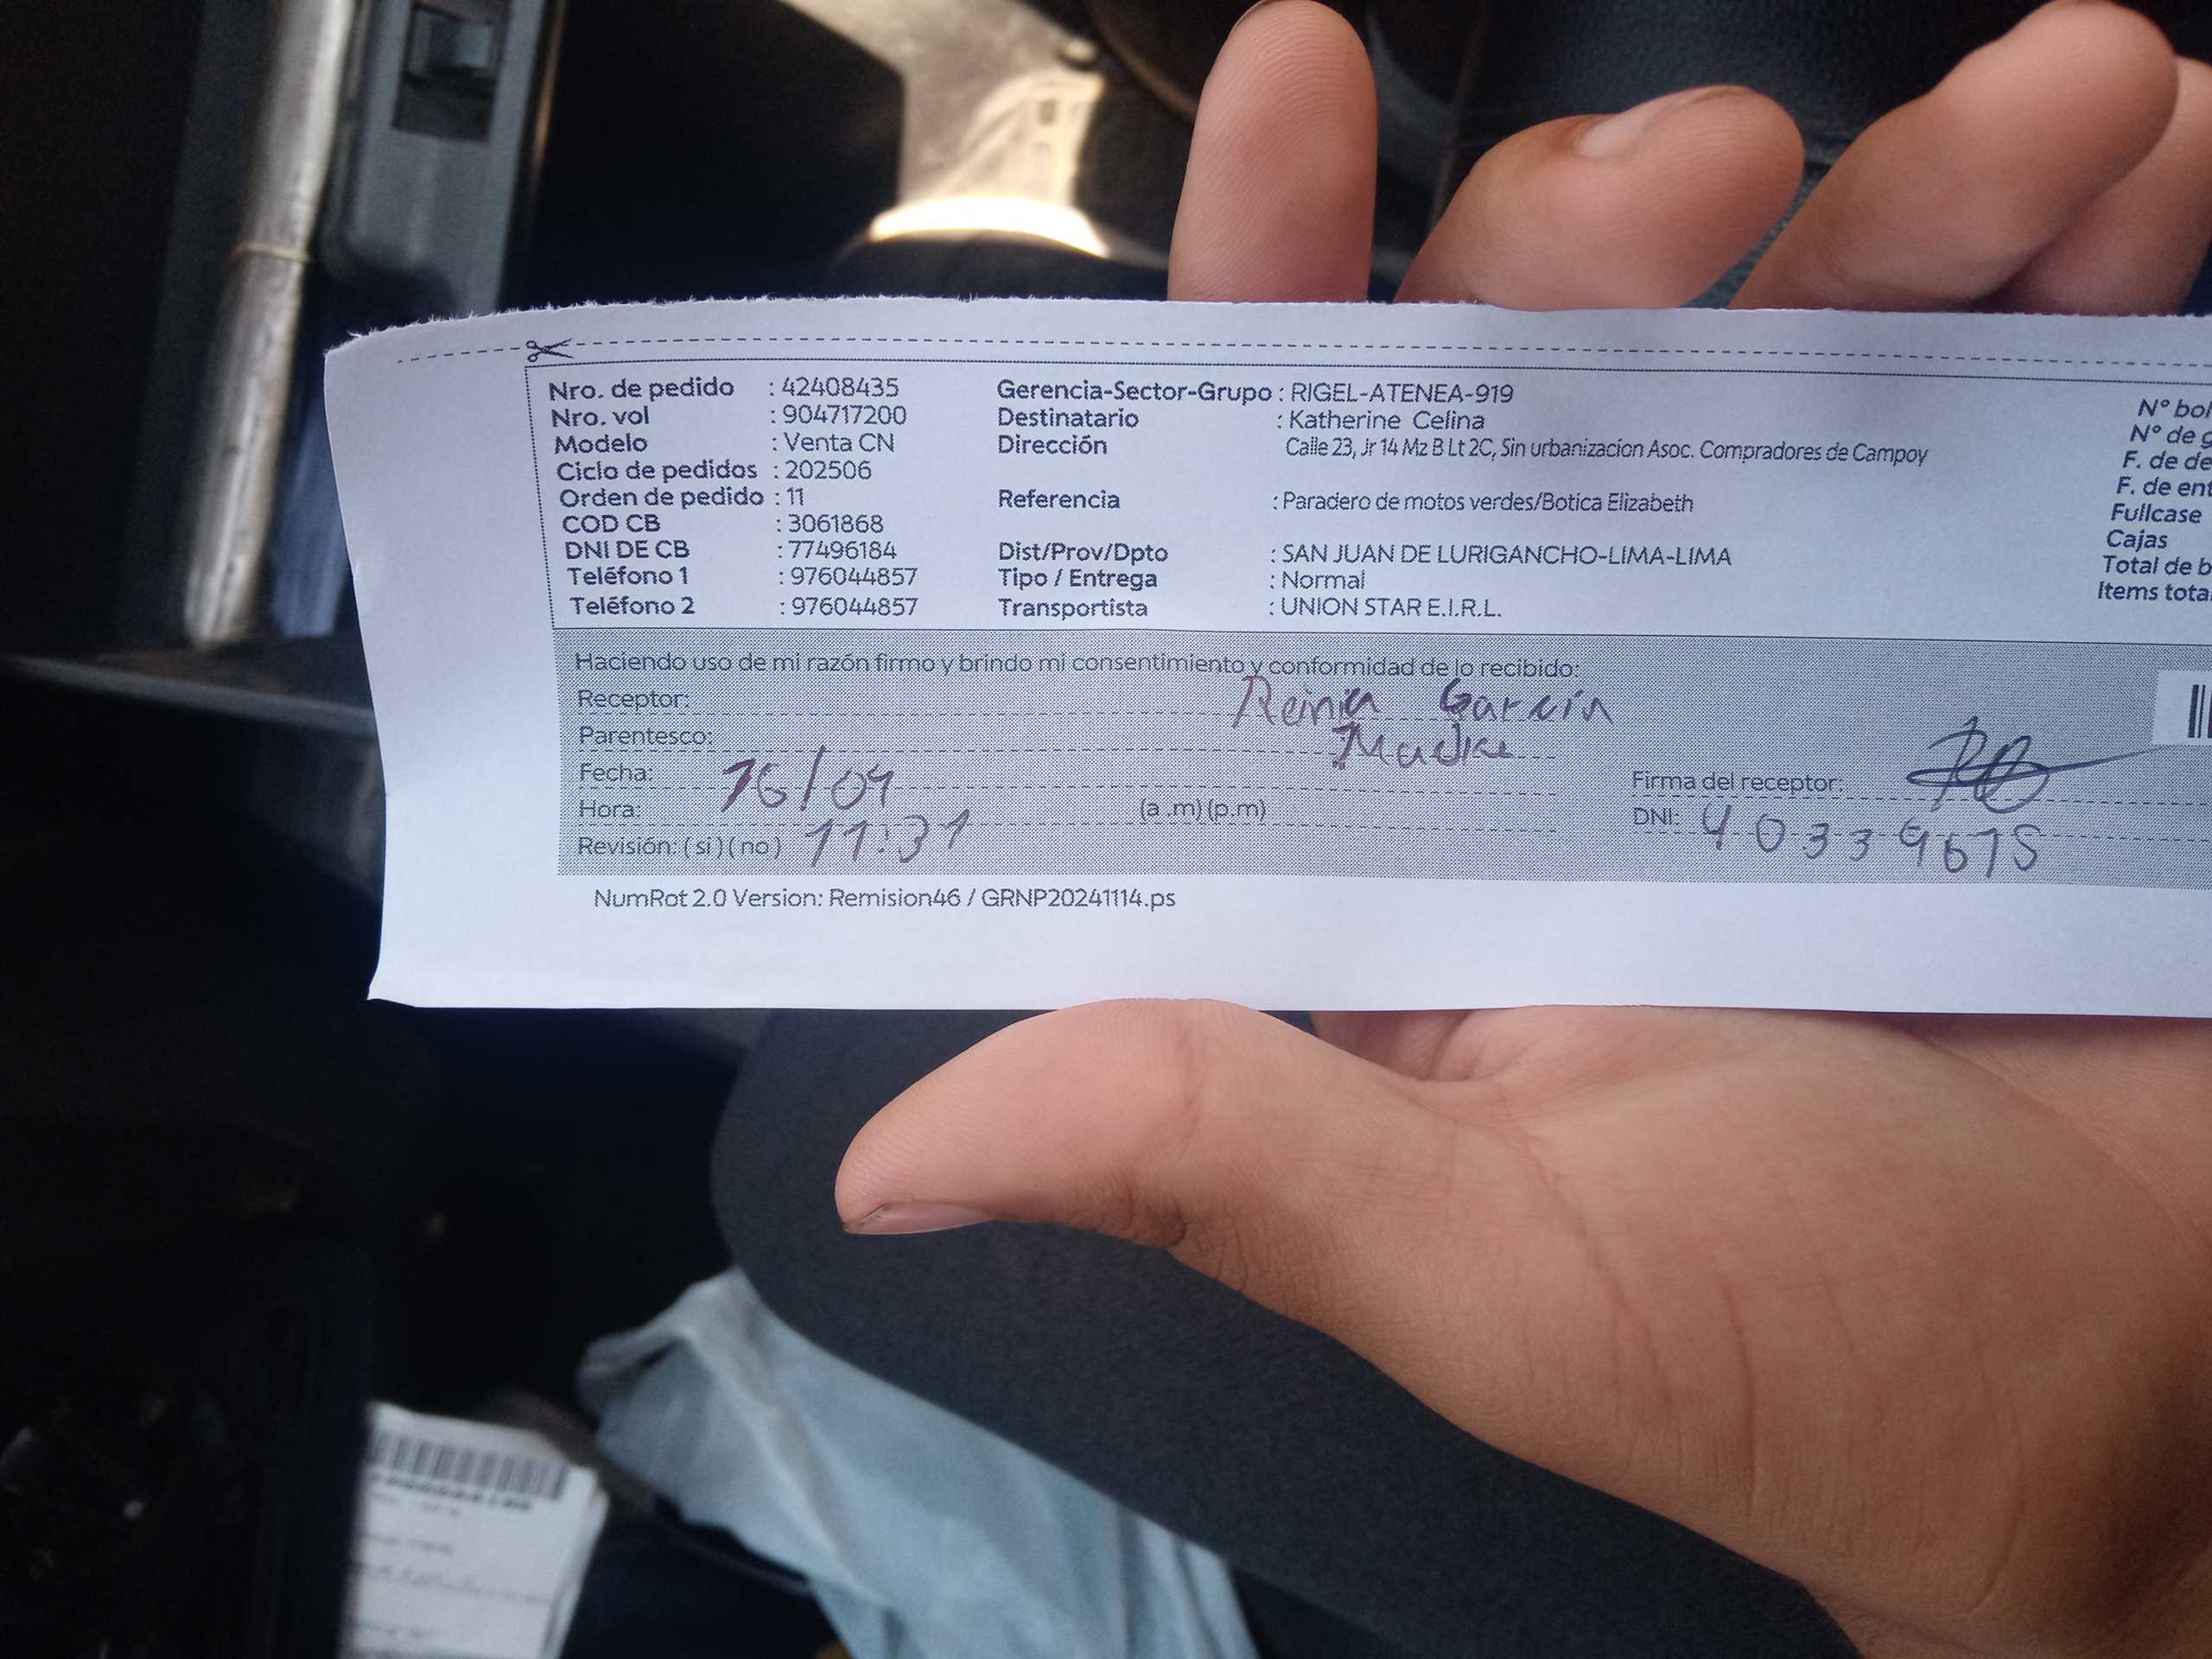 Nro. de pedido : 42408435
Nro. vol : 904717200
Modelo : Venta CN
Ciclo de pedidos : 202506
Orden de pedido : 11
COD CB : 3061868
DNI DE CB : 77496184
Teléfono 1 : 976044857
Teléfono 2 : 976044857
Gerencia-Sector-Grupo : RIGEL-ATENEA-919
Destinatario : Katherine Celina
Dirección Calle 23, Jr 14 Mz B Lt 2C, Sin urbanizacion Asoc. Compradores de Campoy
Referencia : Paradero de motos verdes/Botica Elizabeth
Dist/Prov/Dpto : SAN JUAN DE LURIGANCHO-LIMA-LIMA
Tipo / Entrega : Normal
Transportista : UNION STAR E.I.R.L.
N° bol
N° de g
F. de de
F. de ent
Fullcase
Cajas
Total de b
Items tota
Haciendo uso de mi razón firmo y brindo mi consentimiento y conformidad de lo recibido:
Receptor: García
Parentesco: Madre
Fecha: 16/04
Hora: (a .m) (p.m)
Revisión: ( si ) ( no ) 11:31
Firma del receptor:
DNI: 40339675
NumRot 2.0 Version: Remision46 / GRNP20241114.ps